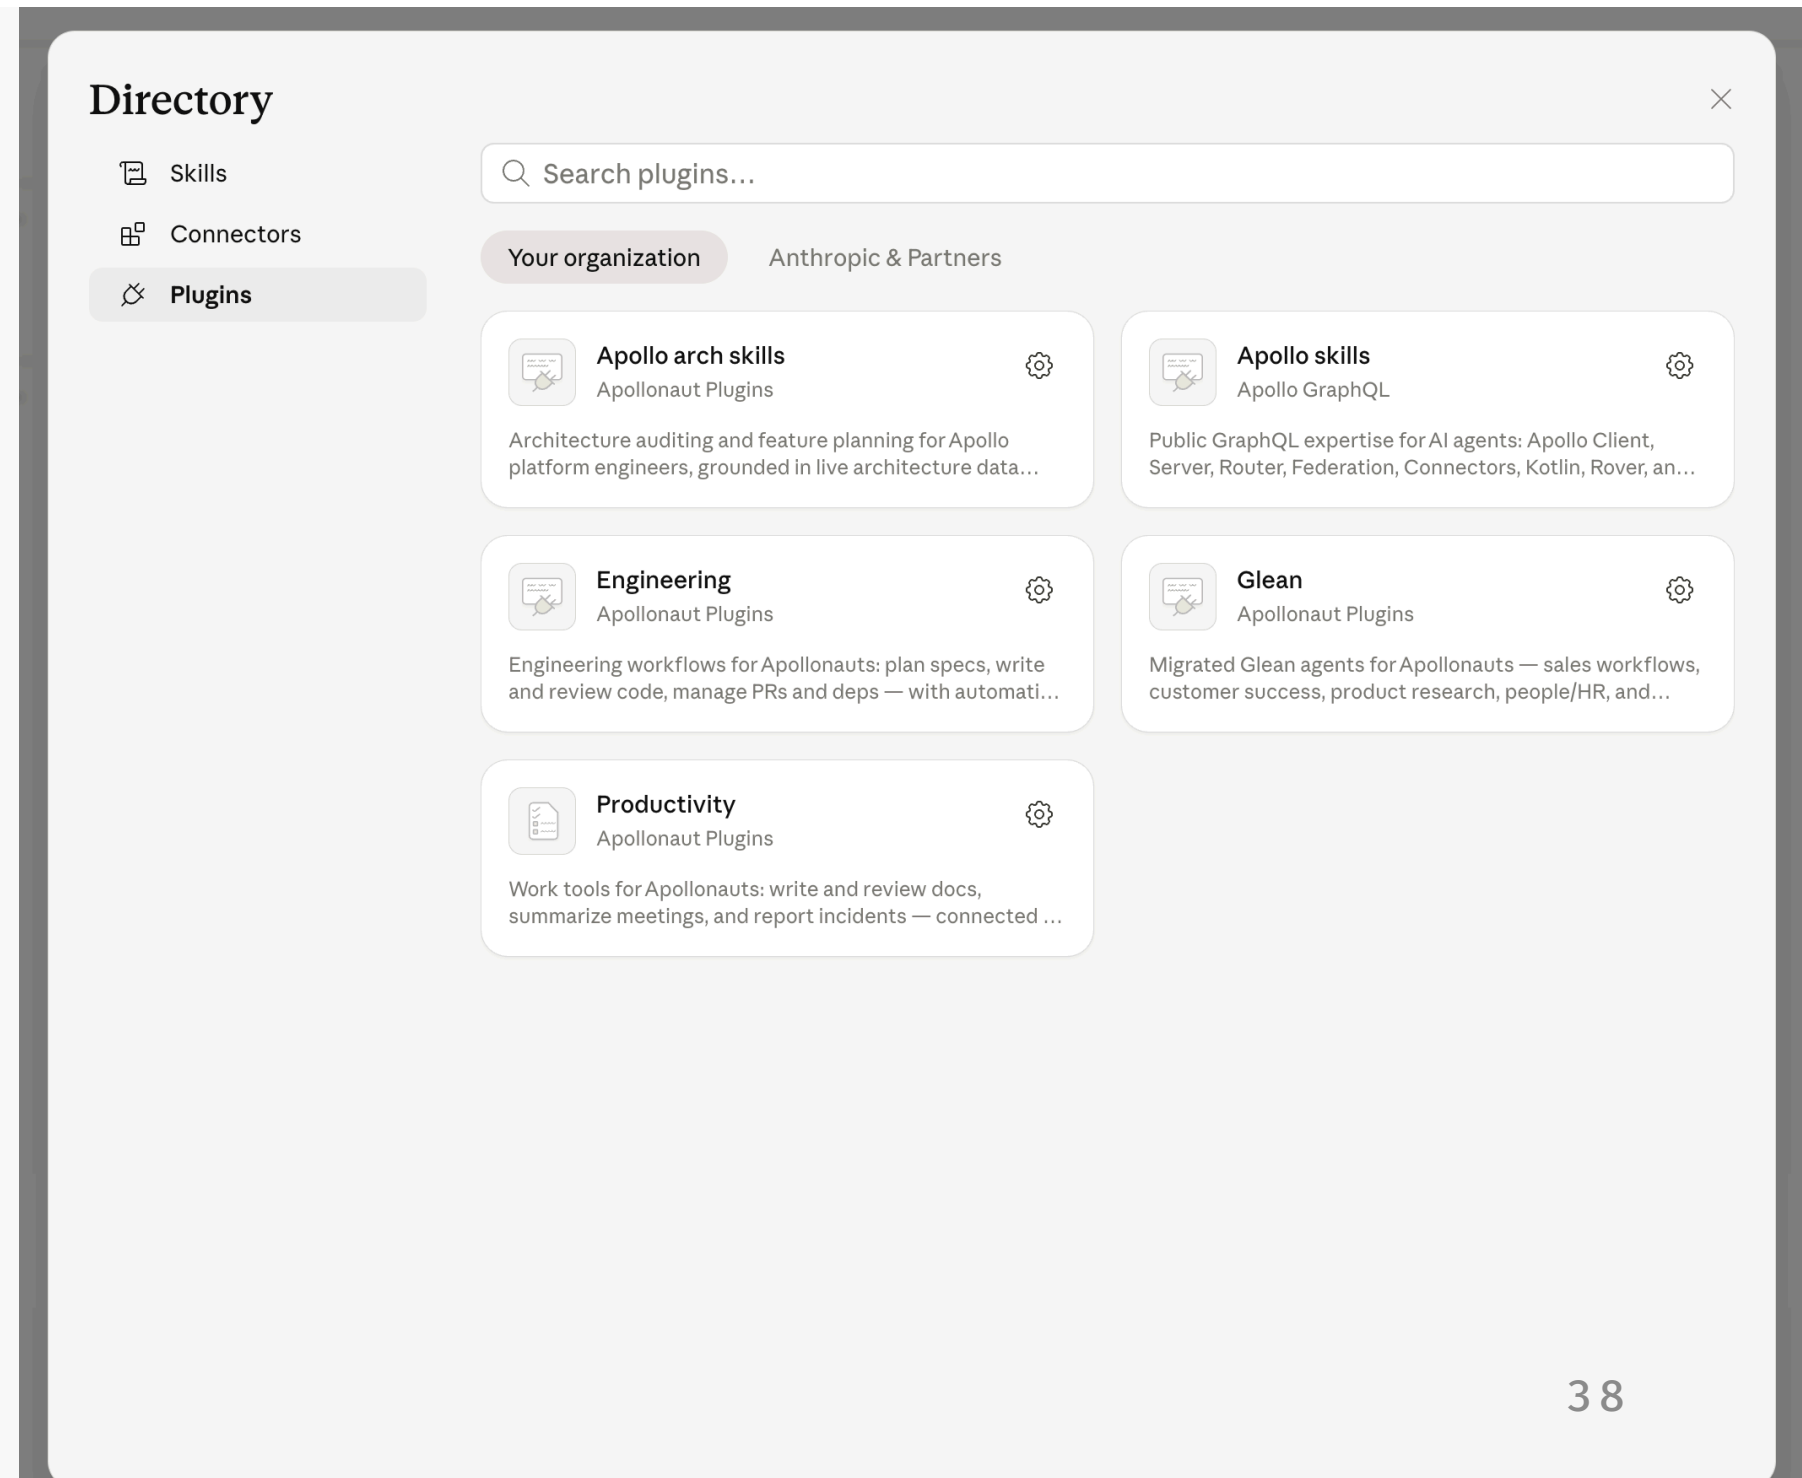 Directory
Skills
Connectors
Plugins
Search plugins...
Your organization
Anthropic & Partners
Apollo arch skills
Apollonaut Plugins
Architecture auditing and feature planning for Apollo
platform engineers, grounded in live architecture data...
Apollo skills
Apollo GraphQL
Public GraphQL expertise for AI agents: Apollo Client,
Server, Router, Federation, Connectors, Kotlin, Rover, an...
Engineering
Apollonaut Plugins
Engineering workflows for Apollonauts: plan specs, write
and review code, manage PRs and deps — with automati...
Glean
Apollonaut Plugins
Migrated Glean agents for Apollonauts — sales workflows,
customer success, product research, people/HR, and...
Productivity
Apollonaut Plugins
Work tools for Apollonauts: write and review docs,
summarize meetings, and report incidents — connected ...
38